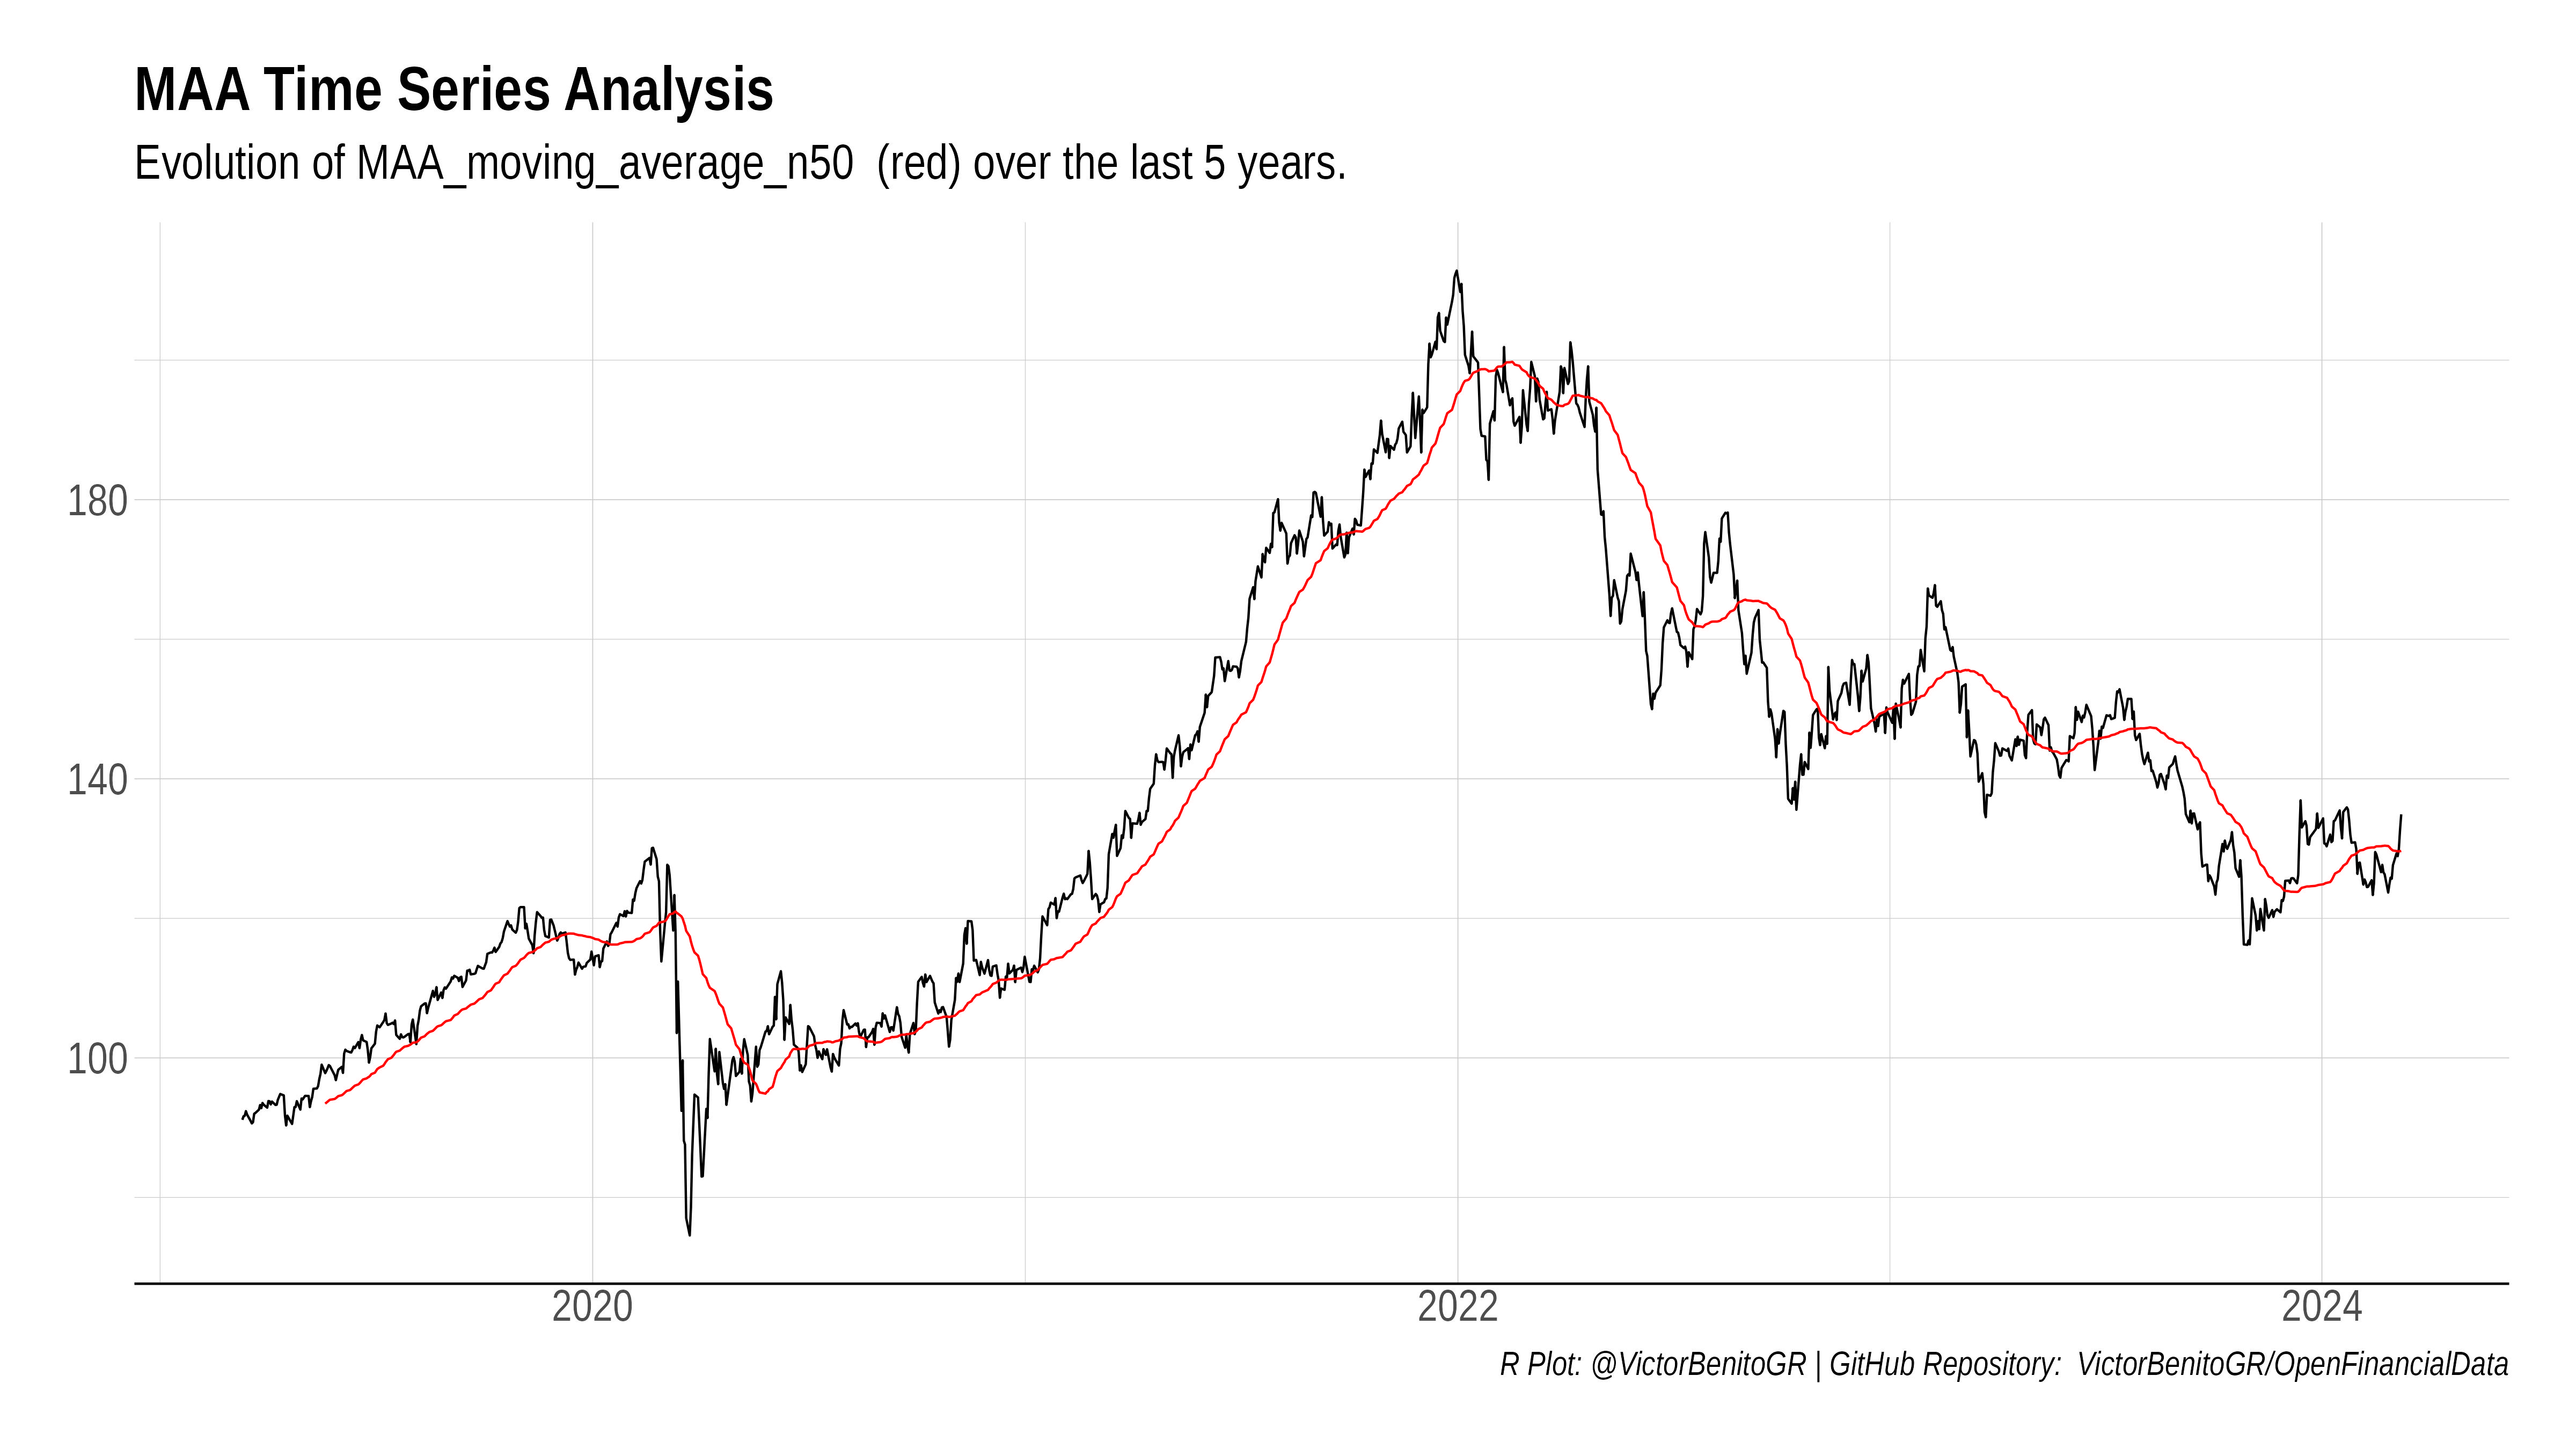 MAA Time Series Analysis
Evolution of MAA_moving_average_n50  (red) over the last 5 years.
180
140
100
2020 2022 2024
R Plot: @VictorBenitoGR | GitHub Repository:  VictorBenitoGR/OpenFinancialData